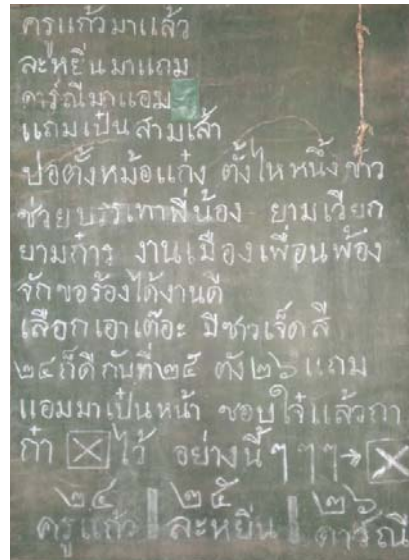 ครูแก้วมาแล้ว
ละหยิ่นมาแถม
ดารณีมาแอม
แถมเป็นสามเส้า
ป่อตั้งหม้อแก๋ง ตั้งไหหนึ้งข้าว
ช่วยบรรเทาพี่น้อง ยามเวียก
ยามก๋าร งานเมืองเพื่อนพ้อง
จักขอร้องได้งานดี
เลือกเอาเต๊อะ มีซาวเจ็ดสี่
๒๔ ก็ดี กับที่ ๒๕ ตัง ๒๖ แถม
แอมมาเป็นหน้า ชอบใจ๋แล้วกา
ก๋า ☒ ไว้ อย่างนี้ ๆ ๆ ๆ → ☒
๒๔ | ๒๕ | ๒๖
ครูแก้ว | ละหยิ่น | ดารณี